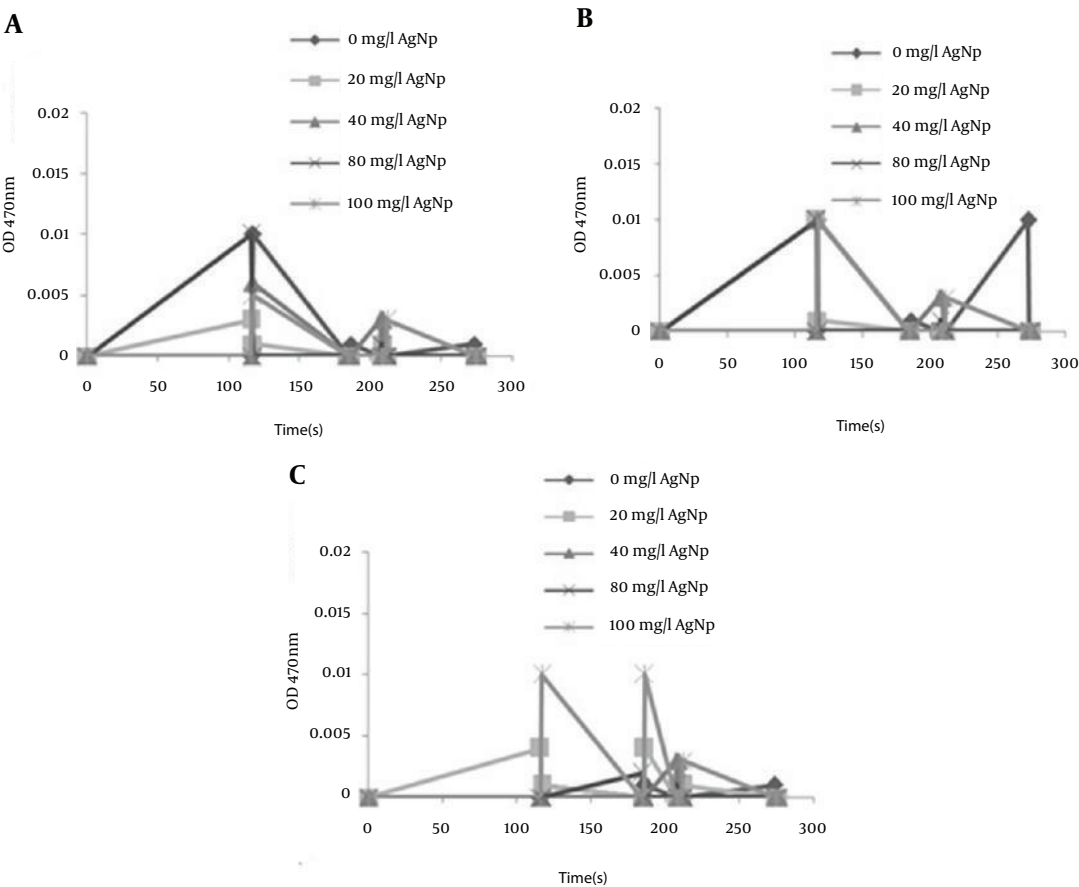 A
0 mg/l AgNp
20 mg/l AgNp
40 mg/l AgNp
80 mg/l AgNp
100 mg/l AgNp
0.02
0.015
0.01
0.005
0
OD 470nm
0 50 100 150 200 250 300
Time(s)
B
0 mg/l AgNp
20 mg/l AgNp
40 mg/l AgNp
80 mg/l AgNp
100 mg/l AgNp
0.02
0.015
0.01
0.005
0
OD 470nm
0 50 100 150 200 250 300
Time(s)
C
0 mg/l AgNp
20 mg/l AgNp
40 mg/l AgNp
80 mg/l AgNp
100 mg/l AgNp
0.02
0.015
0.01
0.005
0
OD 470nm
0 50 100 150 200 250 300
Time(s)